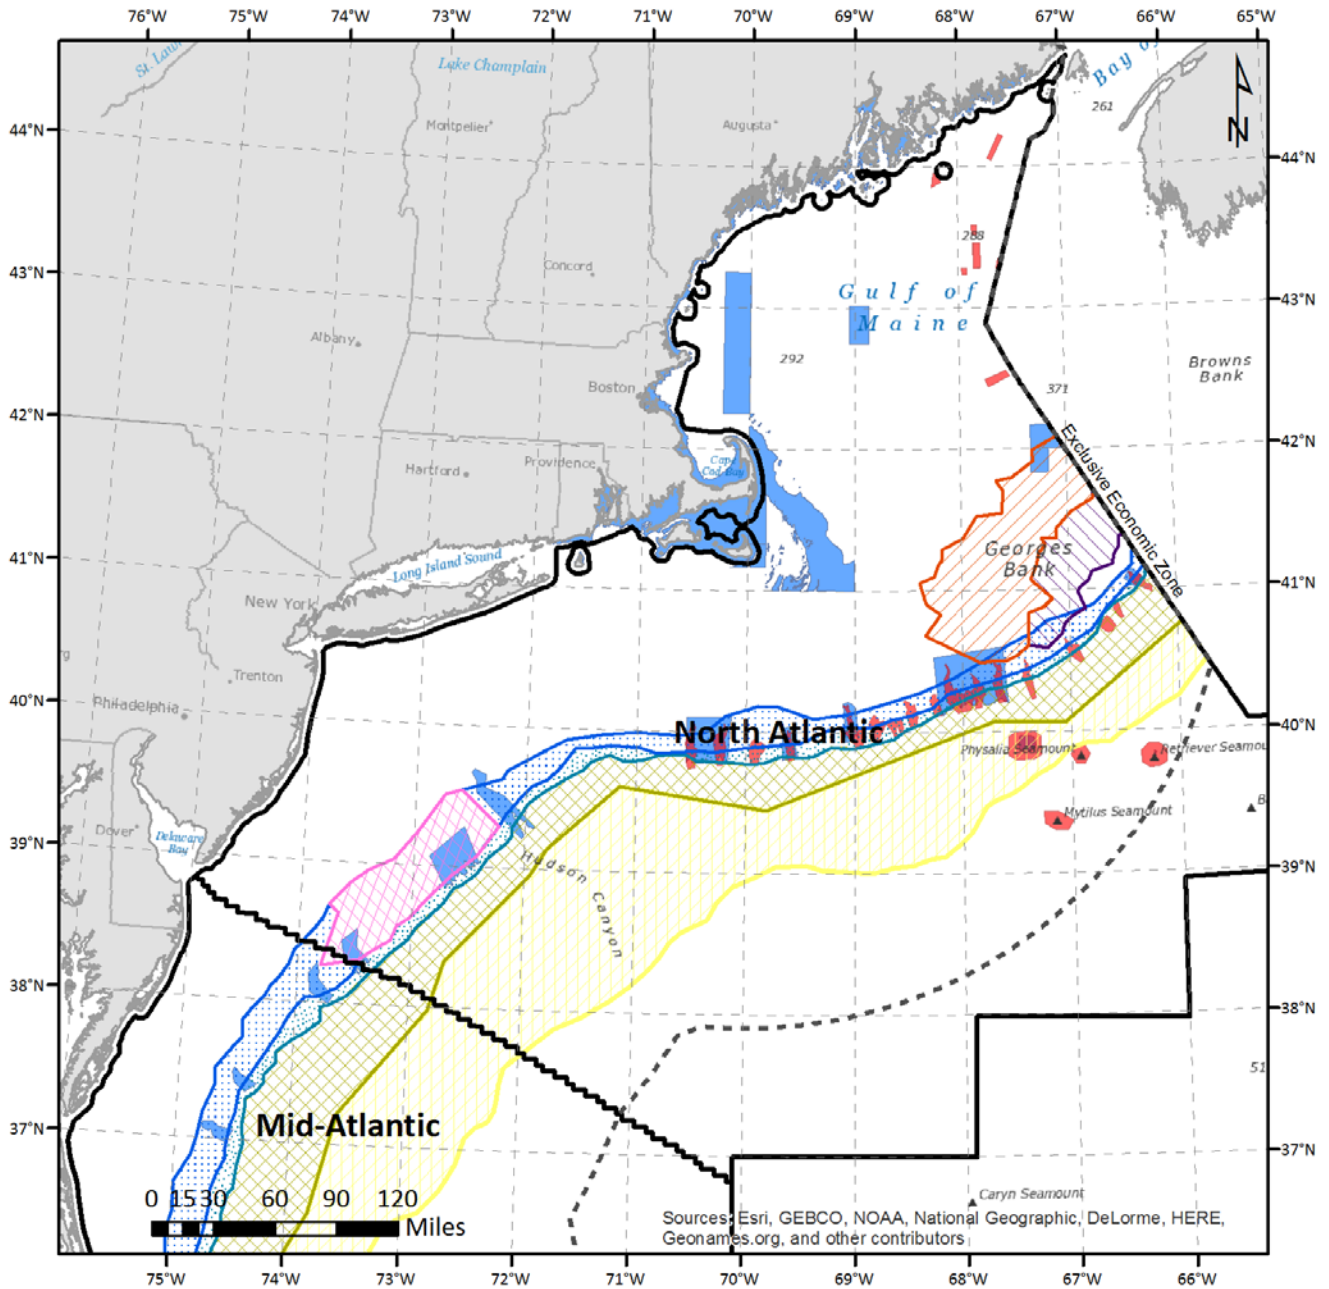 76°W 75°W 74°W 73°W 72°W 71°W 70°W 69°W 68°W 67°W 66°W 65°W
St. Law
Lake Champlain
Bay of
261
N
Montpelier
Augusta
44°N
44°N
288
Concord
43°N
Gulf of
Maine
43°N
Albany
292
Browns
Bank
Boston
371
42°N
42°N
Exclusive Economic Zone
Cape
Cod Bay
Hartford
Providence
41°N
Georges
Bank
41°N
Long Island Sound
New York
rg
Trenton
40°N
Philadelphia
40°N
North Atlantic
Physalia Seamount
Retriever Seamou
B
Mytilus Seamount
Dover
Delaware
Bay
39°N
39°N
Hudson
Canyon
38°N
38°N
51
37°N
Mid-Atlantic
37°N
0 15 30 60 90 120
Miles
Caryn Seamount
Sources: Esri, GEBCO, NOAA, National Geographic, DeLorme, HERE,
Geonames.org, and other contributors
75°W 74°W 73°W 72°W 71°W 70°W 69°W 68°W 67°W 66°W